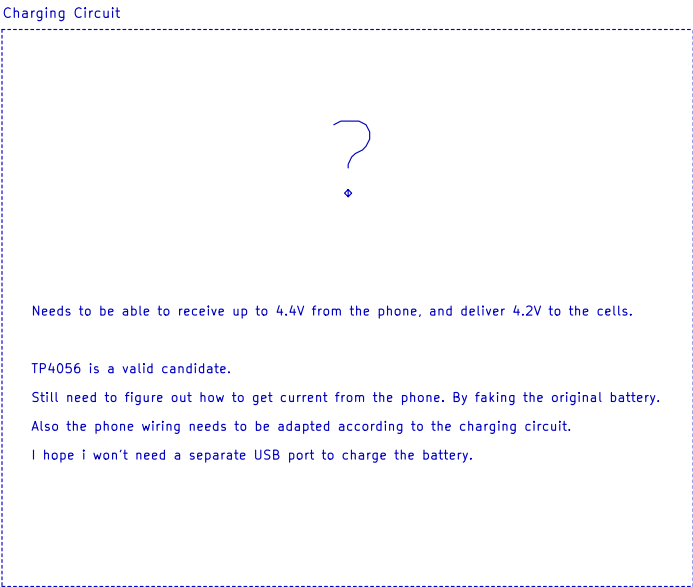 Charging Circuit
?
Needs to be able to receive up to 4.4V from the phone, and deliver 4.2V to the cells.
TP4056 is a valid candidate.
Still need to figure out how to get current from the phone. By faking the original battery.
Also the phone wiring needs to be adapted according to the charging circuit.
I hope i won't need a separate USB port to charge the battery.